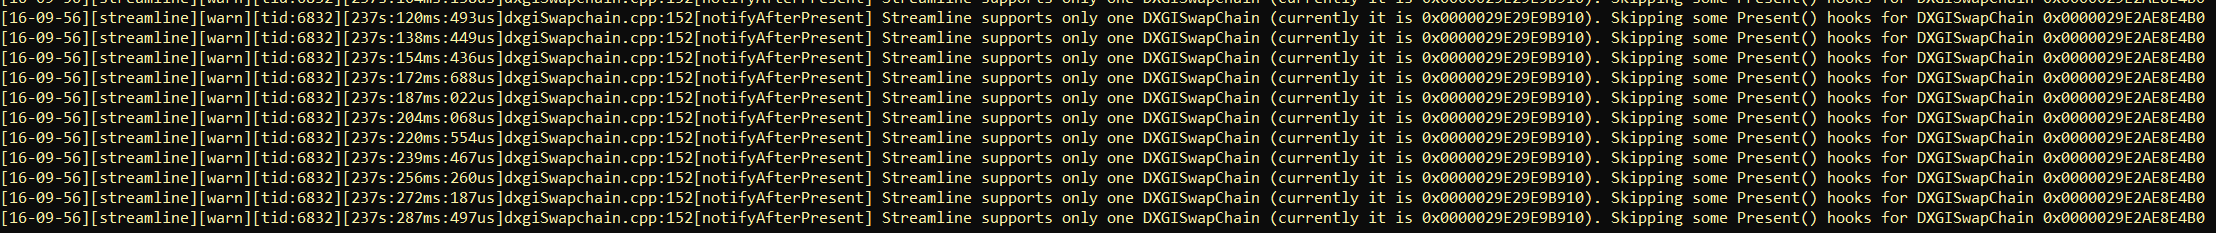 [16-09-56][streamline][warn][tid:6832][237s:120ms:493us]dxgiSwapchain.cpp:152[notifyAfterPresent] Streamline supports only one DXGISwapChain (currently it is 0x0000029E29E9B910). Skipping some Present() hooks for DXGISwapChain 0x0000029E2AE8E4B0
[16-09-56][streamline][warn][tid:6832][237s:138ms:449us]dxgiSwapchain.cpp:152[notifyAfterPresent] Streamline supports only one DXGISwapChain (currently it is 0x0000029E29E9B910). Skipping some Present() hooks for DXGISwapChain 0x0000029E2AE8E4B0
[16-09-56][streamline][warn][tid:6832][237s:154ms:436us]dxgiSwapchain.cpp:152[notifyAfterPresent] Streamline supports only one DXGISwapChain (currently it is 0x0000029E29E9B910). Skipping some Present() hooks for DXGISwapChain 0x0000029E2AE8E4B0
[16-09-56][streamline][warn][tid:6832][237s:172ms:688us]dxgiSwapchain.cpp:152[notifyAfterPresent] Streamline supports only one DXGISwapChain (currently it is 0x0000029E29E9B910). Skipping some Present() hooks for DXGISwapChain 0x0000029E2AE8E4B0
[16-09-56][streamline][warn][tid:6832][237s:187ms:022us]dxgiSwapchain.cpp:152[notifyAfterPresent] Streamline supports only one DXGISwapChain (currently it is 0x0000029E29E9B910). Skipping some Present() hooks for DXGISwapChain 0x0000029E2AE8E4B0
[16-09-56][streamline][warn][tid:6832][237s:204ms:068us]dxgiSwapchain.cpp:152[notifyAfterPresent] Streamline supports only one DXGISwapChain (currently it is 0x0000029E29E9B910). Skipping some Present() hooks for DXGISwapChain 0x0000029E2AE8E4B0
[16-09-56][streamline][warn][tid:6832][237s:220ms:554us]dxgiSwapchain.cpp:152[notifyAfterPresent] Streamline supports only one DXGISwapChain (currently it is 0x0000029E29E9B910). Skipping some Present() hooks for DXGISwapChain 0x0000029E2AE8E4B0
[16-09-56][streamline][warn][tid:6832][237s:239ms:467us]dxgiSwapchain.cpp:152[notifyAfterPresent] Streamline supports only one DXGISwapChain (currently it is 0x0000029E29E9B910). Skipping some Present() hooks for DXGISwapChain 0x0000029E2AE8E4B0
[16-09-56][streamline][warn][tid:6832][237s:256ms:260us]dxgiSwapchain.cpp:152[notifyAfterPresent] Streamline supports only one DXGISwapChain (currently it is 0x0000029E29E9B910). Skipping some Present() hooks for DXGISwapChain 0x0000029E2AE8E4B0
[16-09-56][streamline][warn][tid:6832][237s:272ms:187us]dxgiSwapchain.cpp:152[notifyAfterPresent] Streamline supports only one DXGISwapChain (currently it is 0x0000029E29E9B910). Skipping some Present() hooks for DXGISwapChain 0x0000029E2AE8E4B0
[16-09-56][streamline][warn][tid:6832][237s:287ms:497us]dxgiSwapchain.cpp:152[notifyAfterPresent] Streamline supports only one DXGISwapChain (currently it is 0x0000029E29E9B910). Skipping some Present() hooks for DXGISwapChain 0x0000029E2AE8E4B0